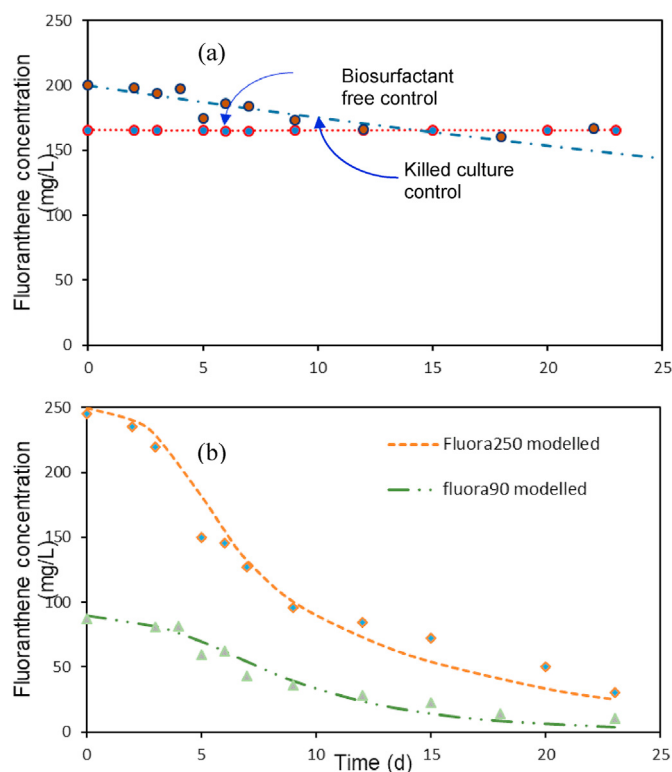 250
(a)
200
150
100
50
0
Fluoranthene concentration
(mg/L)
Biosurfactant
free control
Killed culture
control
0 5 10 15 20 25
250
(b)
200
150
100
50
0
Fluoranthene concentration
(mg/L)
Fluora250 modelled
fluora90 modelled
0 5 10 15 20 25
Time (d)